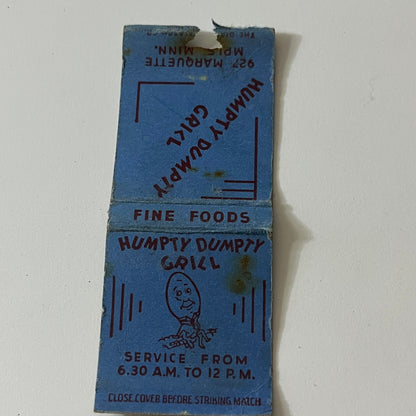 HUMPTY DUMPTY
GRILL
927 MARQUETTE
MPLS. MINN.
FINE FOODS
HUMPTY DUMPTY
GRILL
SERVICE FROM
6.30 A.M. TO 12 P.M.
CLOSE COVER BEFORE STRIKING MATCH